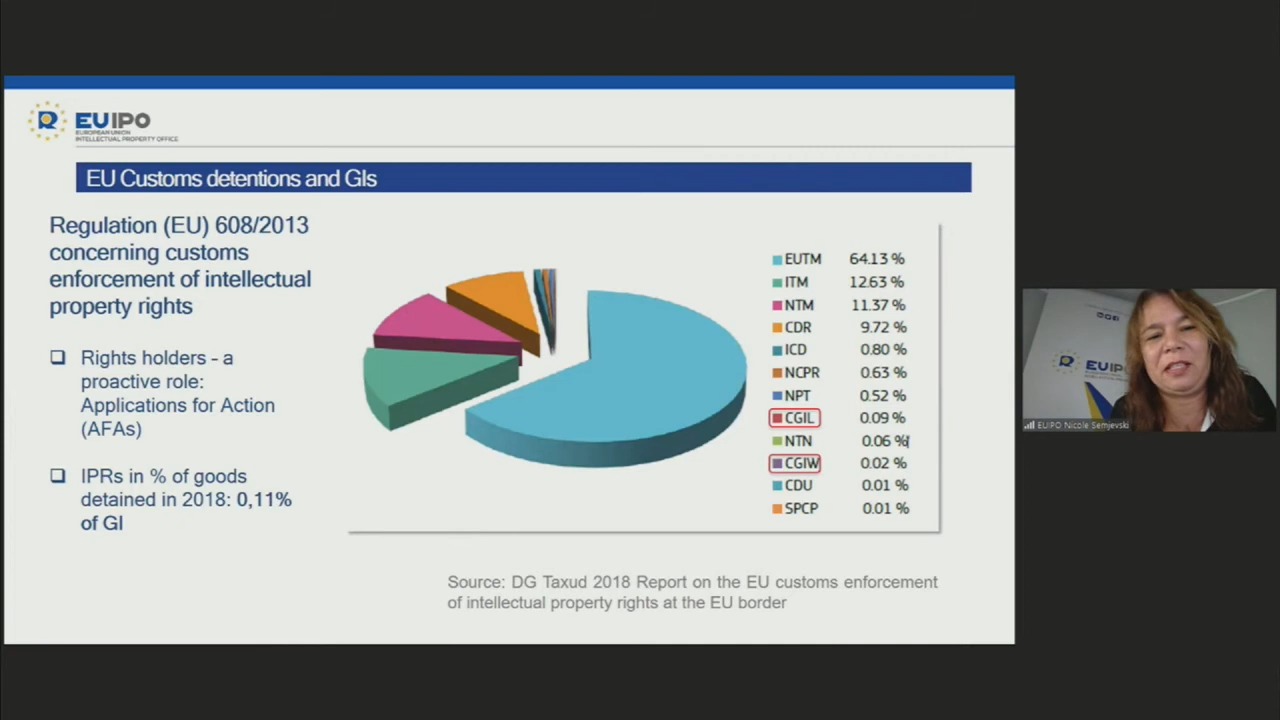 EUIPO
EUROPEAN UNION
INTELLECTUAL PROPERTY OFFICE
EU Customs detentions and GIs
Regulation (EU) 608/2013
concerning customs
enforcement of intellectual
property rights
Rights holders - a
proactive role:
Applications for Action
(AFAs)
IPRs in % of goods
detained in 2018: 0,11%
of GI
EUTM 64.13 %
ITM 12.63 %
NTM 11.37 %
CDR 9.72 %
ICD 0.80 %
NCPR 0.63 %
NPT 0.52 %
CGIL 0.09 %
NTN 0.06 %
CGIW 0.02 %
CDU 0.01 %
SPCP 0.01 %
Source: DG Taxud 2018 Report on the EU customs enforcement
of intellectual property rights at the EU border
EUIPO
EUIPO Nicole Semjevski